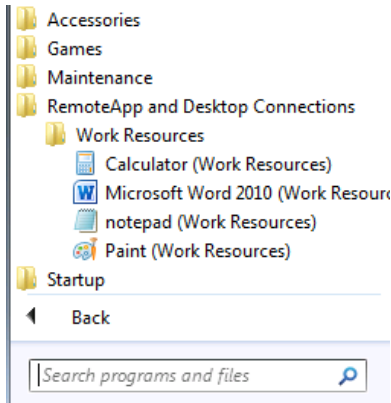 Accessories
Games
Maintenance
RemoteApp and Desktop Connections
Work Resources
Calculator (Work Resources)
Microsoft Word 2010 (Work Resourc
notepad (Work Resources)
Paint (Work Resources)
Startup
Back
Search programs and files